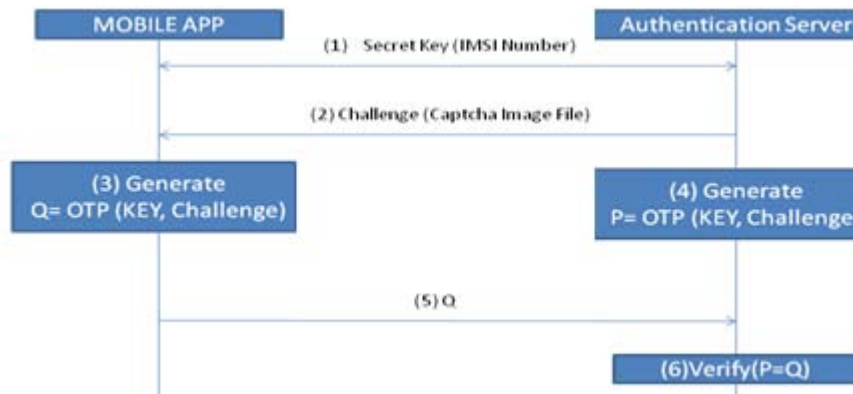 MOBILE APP
Authentication Server
(1) Secret Key (IMSI Number)
(2) Challenge (Captcha Image File)
(3) Generate
Q= OTP (KEY, Challenge)
(4) Generate
P= OTP (KEY, Challenge
(5) Q
(6)Verify(P=Q)